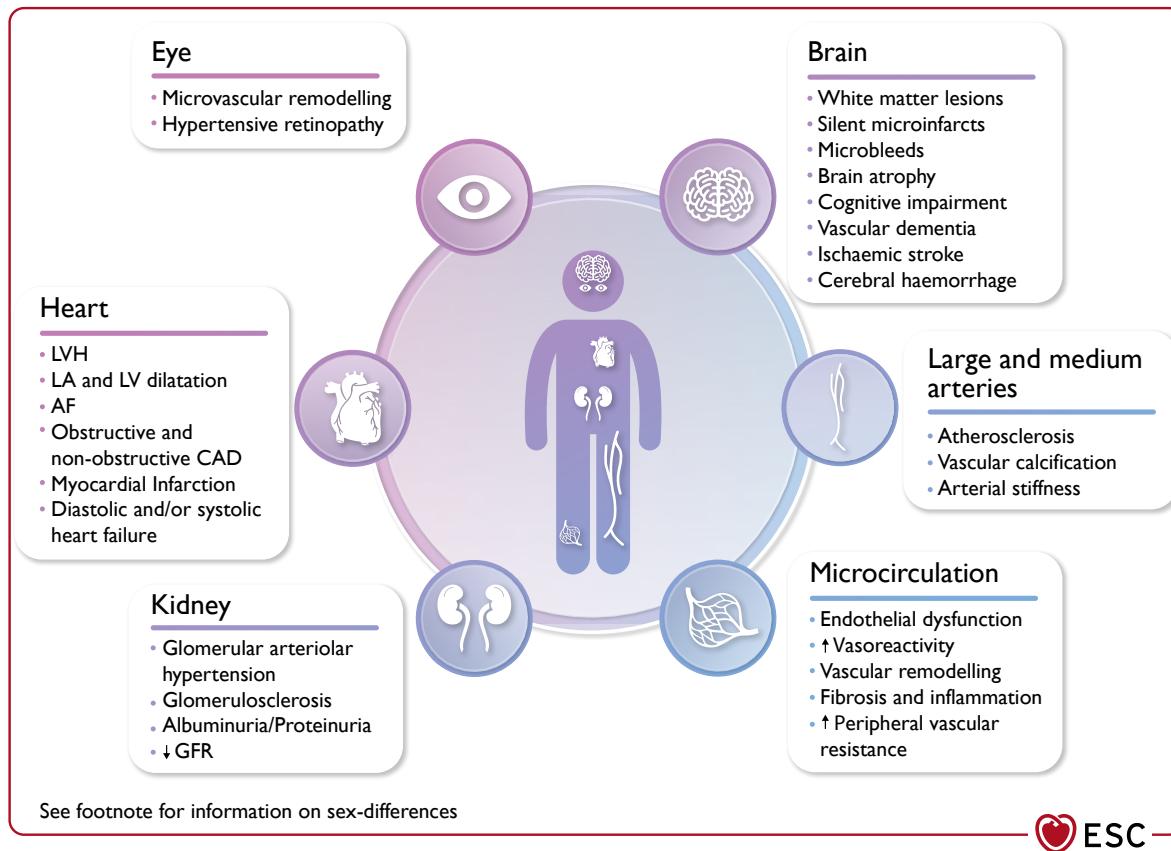 Eye
• Microvascular remodelling
• Hypertensive retinopathy
Brain
• White matter lesions
• Silent microinfarcts
• Microbleeds
• Brain atrophy
• Cognitive impairment
• Vascular dementia
• Ischaemic stroke
• Cerebral haemorrhage
Heart
• LVH
• LA and LV dilatation
• AF
• Obstructive and
non-obstructive CAD
• Myocardial Infarction
• Diastolic and/or systolic
heart failure
Large and medium
arteries
• Atherosclerosis
• Vascular calcification
• Arterial stiffness
Kidney
• Glomerular arteriolar
hypertension
• Glomerulosclerosis
• Albuminuria/Proteinuria
• ↓ GFR
Microcirculation
• Endothelial dysfunction
• ↑ Vasoreactivity
• Vascular remodelling
• Fibrosis and inflammation
• ↑ Peripheral vascular
resistance
See footnote for information on sex-differences
ESC